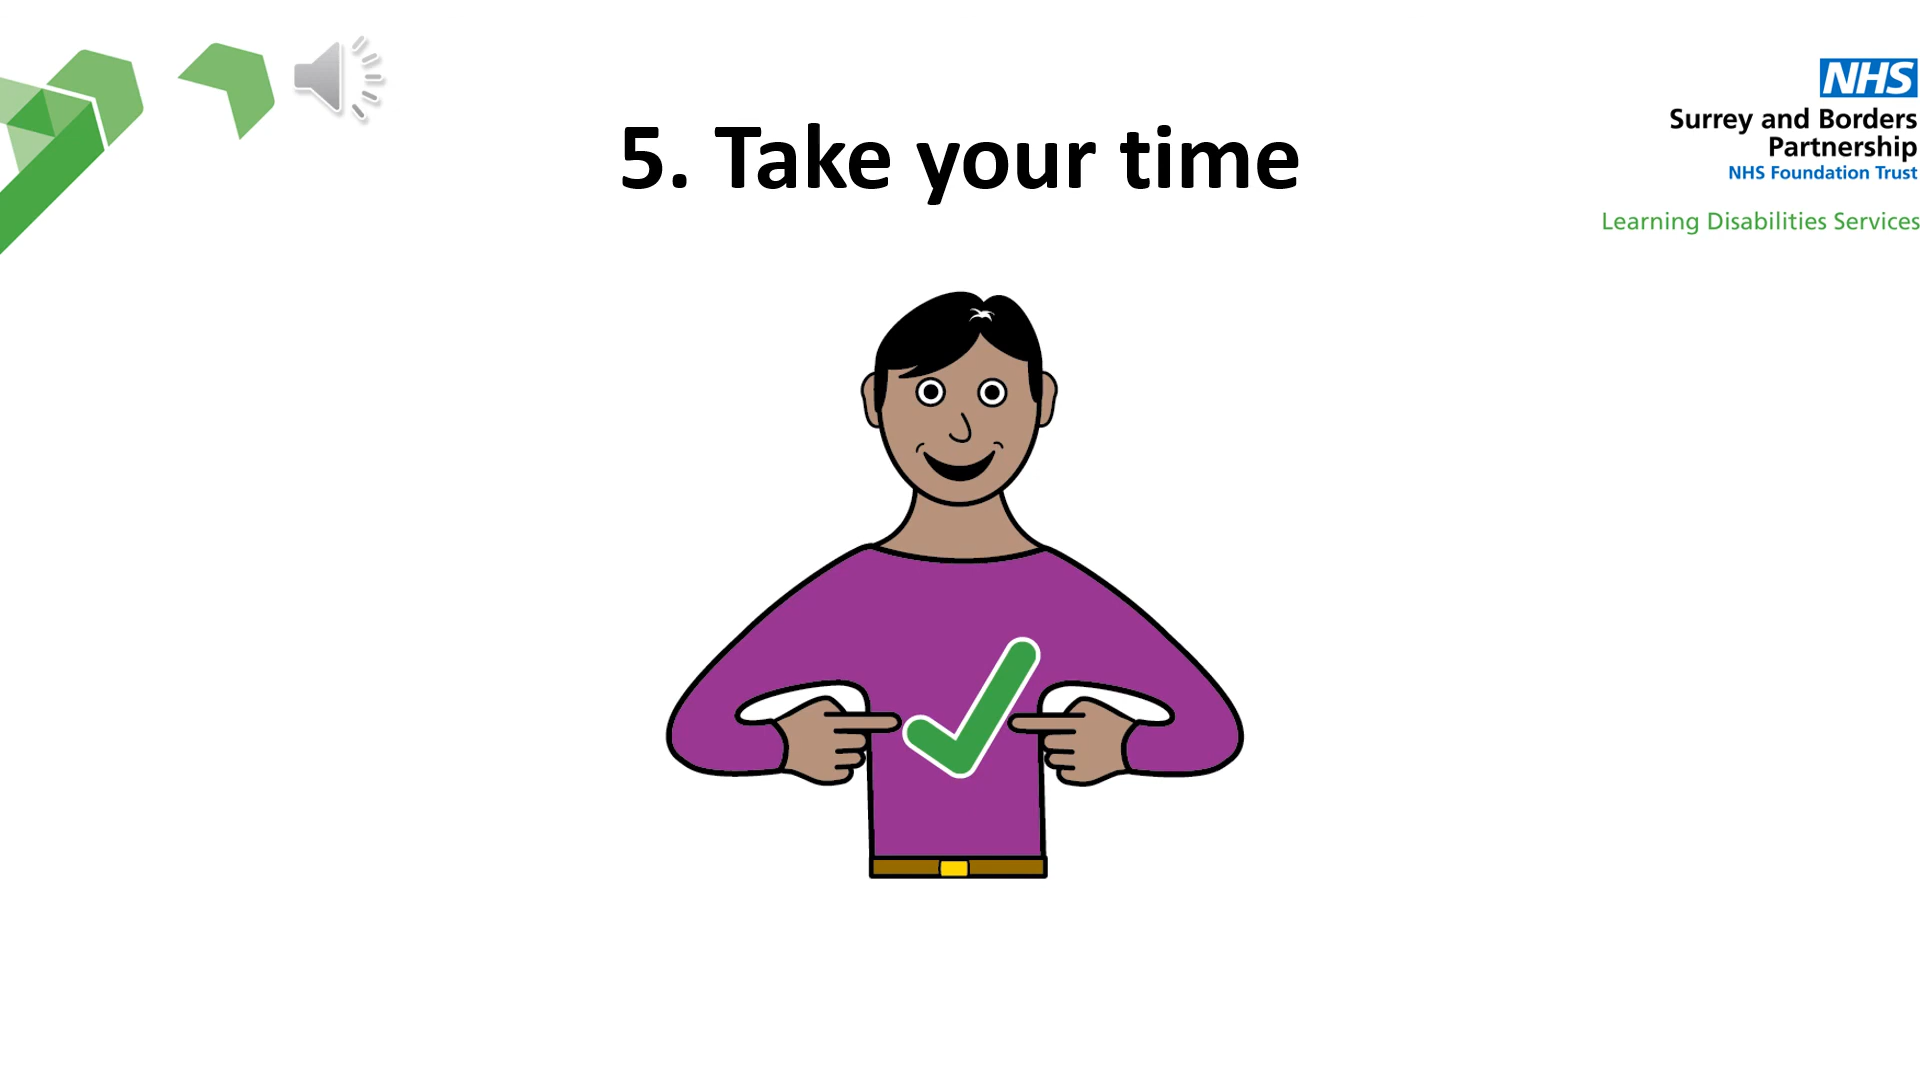 5. Take your time
NHS
Surrey and Borders
Partnership
NHS Foundation Trust
Learning Disabilities Services